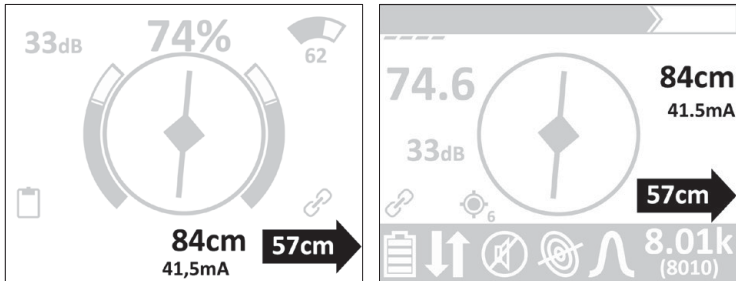 33dB
74%
62
84cm
41,5mA
57cm
74.6
84cm
41.5mA
33dB
57cm
6
8.01k
(8010)